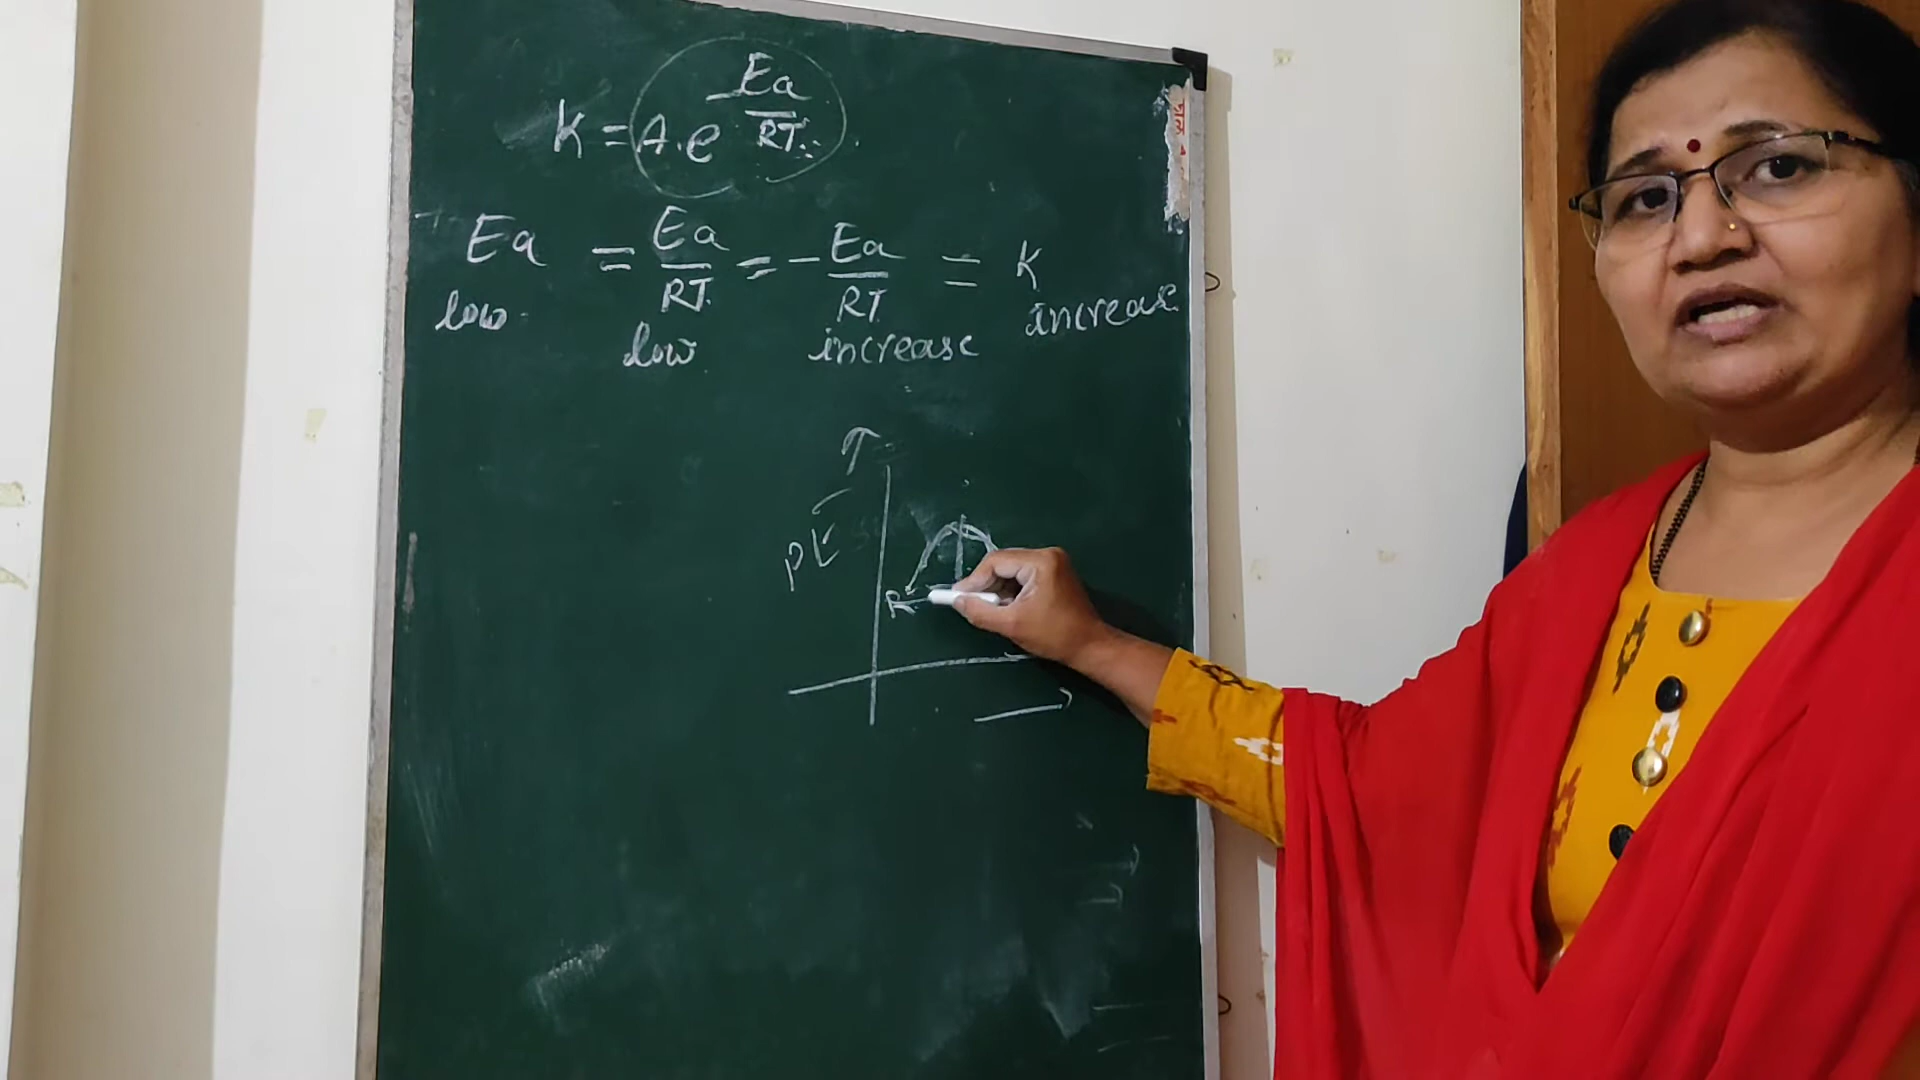 K = A.e -Ea/RT
Ea = Ea/RT = -Ea/RT = K
low low increase increase
PE
R